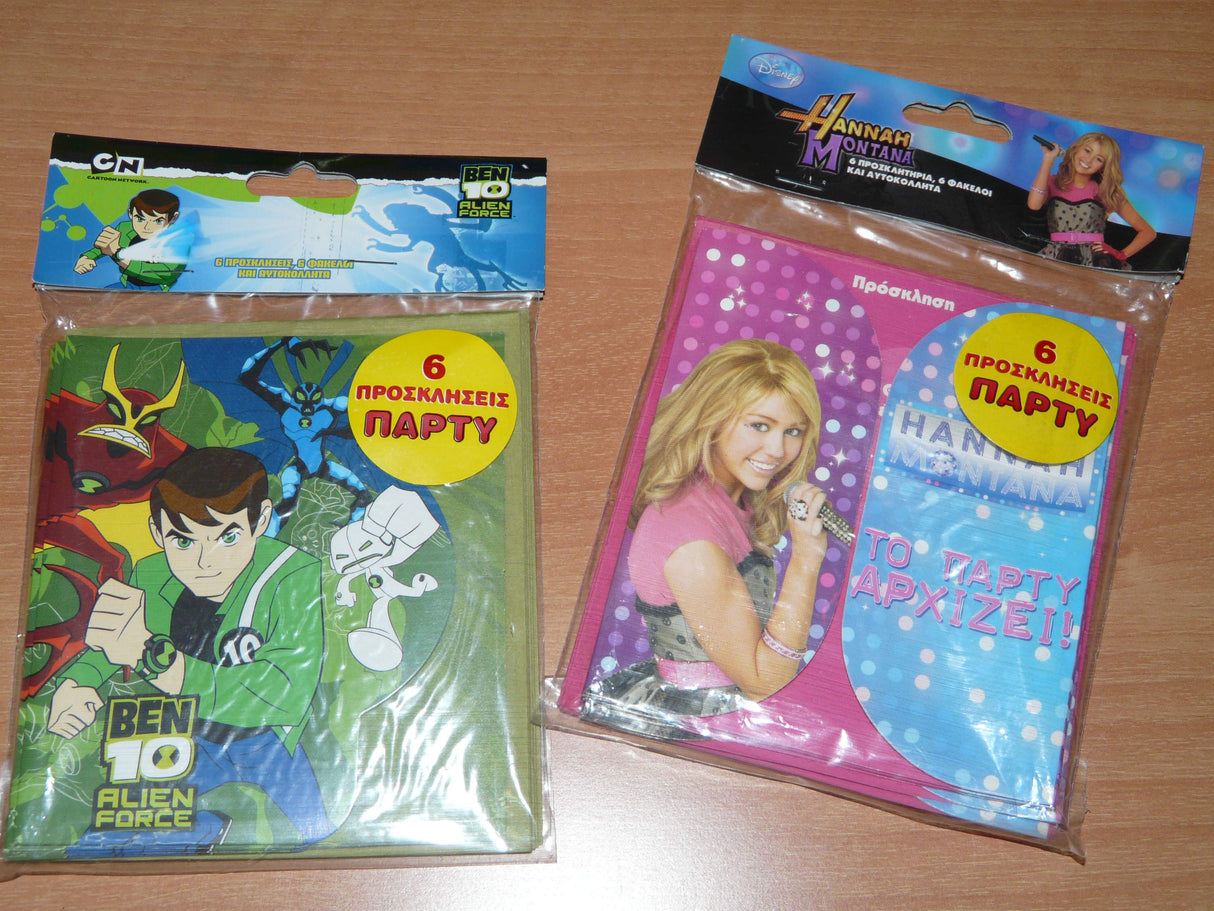 CN
CARTOON NETWORK
BEN
10
ALIEN
FORCE
6 ΠΡΟΣΚΛΗΣΕΙΣ, 6 ΦΑΚΕΛΟΙ
ΚΑΙ ΑΥΤΟΚΟΛΛΗΤΑ
6
ΠΡΟΣΚΛΗΣΕΙΣ
ΠΑΡΤΥ
10
BEN
10
ALIEN
FORCE
Disney
HANNAH
MONTANA
6 ΠΡΟΣΚΛΗΤΗΡΙΑ, 6 ΦΑΚΕΛΟΙ
ΚΑΙ ΑΥΤΟΚΟΛΛΗΤΑ
Πρόσκληση
6
ΠΡΟΣΚΛΗΣΕΙΣ
ΠΑΡΤΥ
HANNAH
MONTANA
ΤΟ ΠΑΡΤΥ
ΑΡΧΙΖΕΙ!